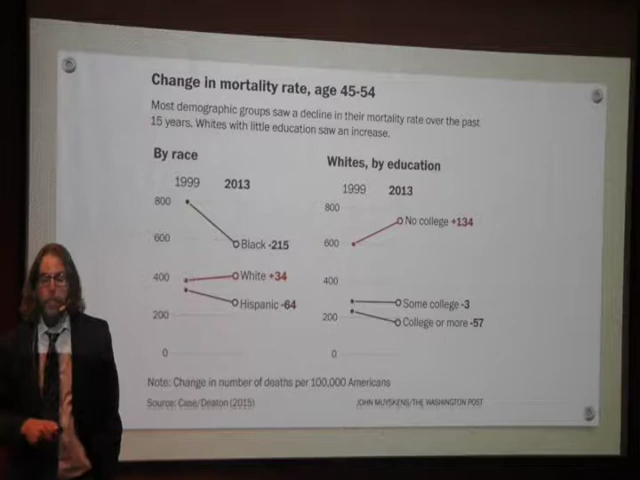 Change in mortality rate, age 45-54
Most demographic groups saw a decline in their mortality rate over the past
15 years. Whites with little education saw an increase.
By race
1999 2013
800
600
400
200
0
Black -215
White +34
Hispanic -64
Whites, by education
1999 2013
800
600
400
200
0
No college +134
Some college -3
College or more -57
Note: Change in number of deaths per 100,000 Americans
Source: Case/Deaton (2015)
JOHN MUYSKENS/THE WASHINGTON POST